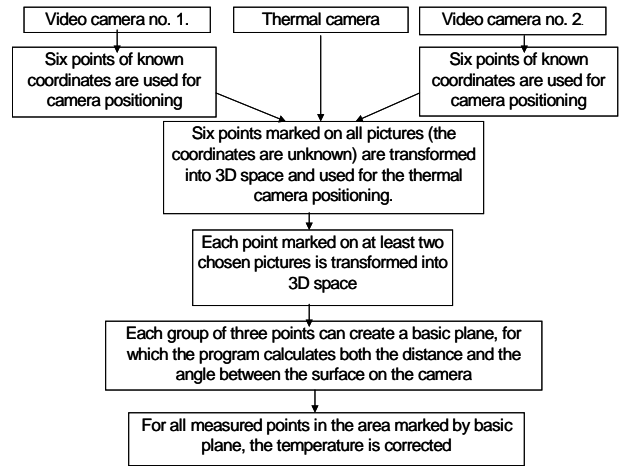 Video camera no. 1.
Thermal camera
Video camera no. 2.
Six points of known
coordinates are used for
camera positioning
Six points of known
coordinates are used for
camera positioning
Six points marked on all pictures (the
coordinates are unknown) are transformed
into 3D space and used for the thermal
camera positioning.
Each point marked on at least two
chosen pictures is transformed into
3D space
Each group of three points can create a basic plane, for
which the program calculates both the distance and the
angle between the surface on the camera
For all measured points in the area marked by basic
plane, the temperature is corrected